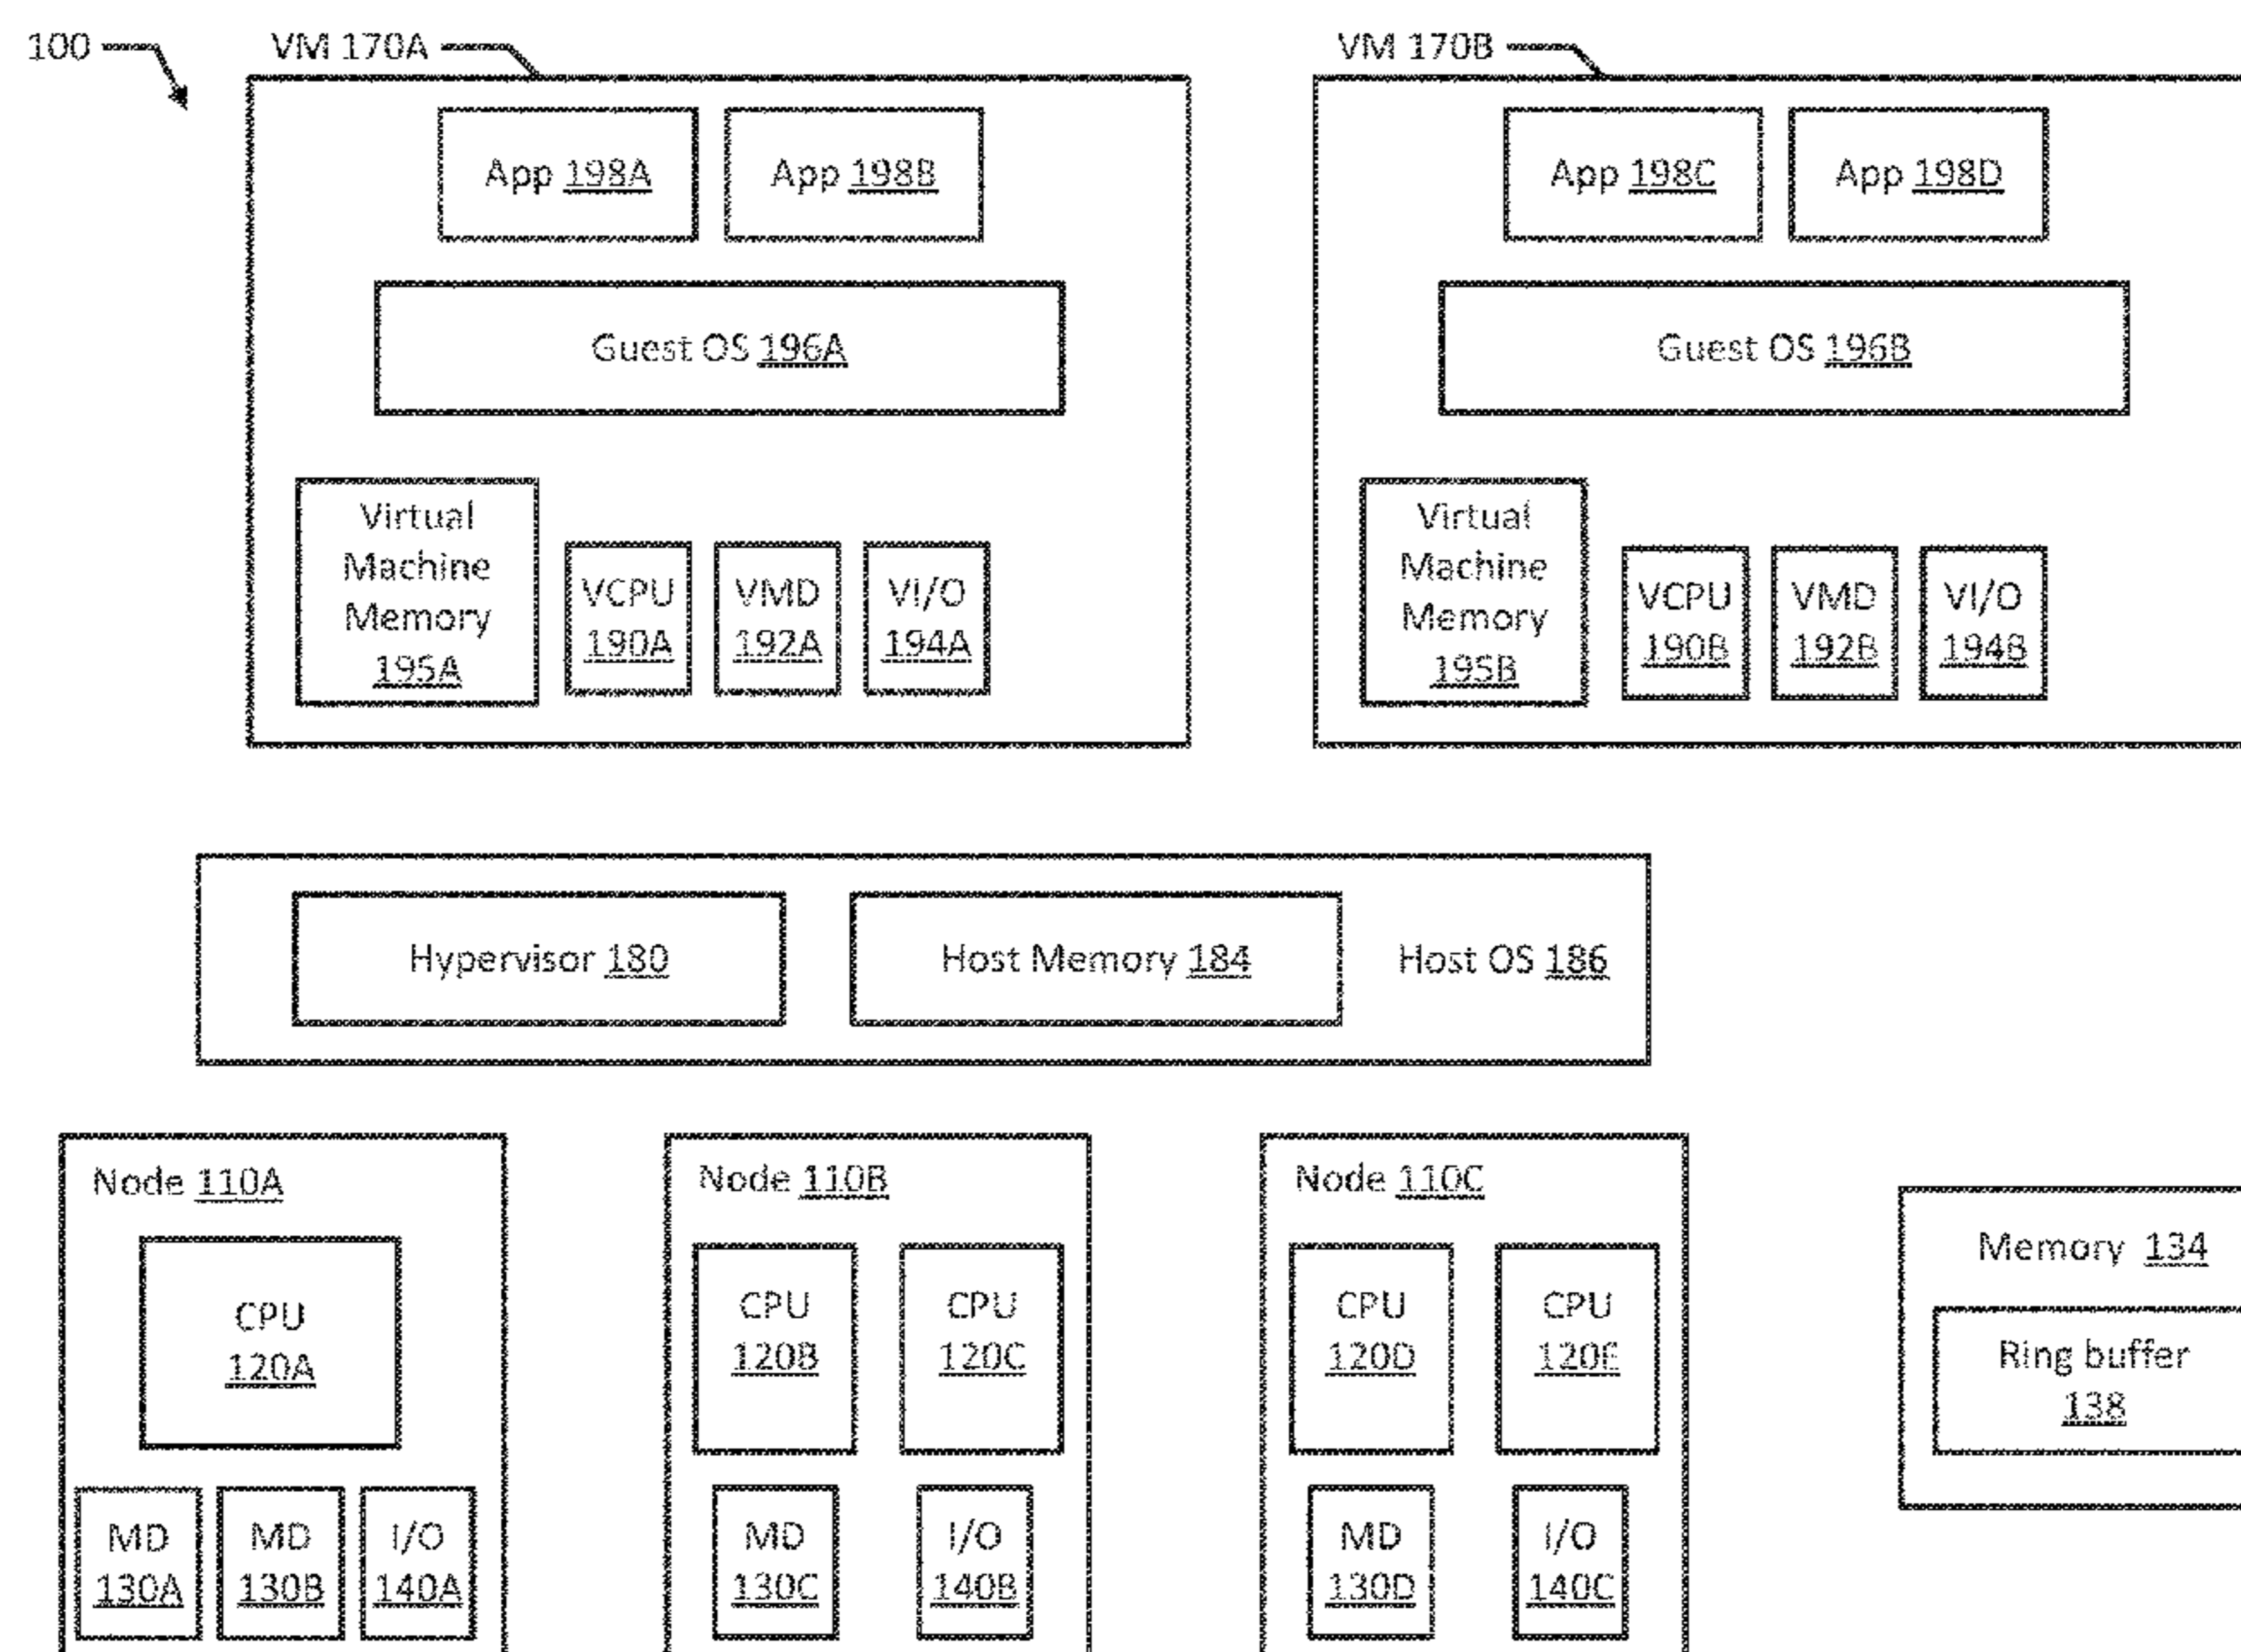 100
VM 170A
VM 170B
App 198A
App 198B
App 198C
App 198D
Guest OS 196A
Guest OS 196B
Virtual
Machine
Memory
195A
VCPU
190A
VMD
192A
VI/O
194A
Virtual
Machine
Memory
195B
VCPU
190B
VMD
192B
VI/O
194B
Hypervisor 180
Host Memory 184
Host OS 186
Node 110A
CPU
120A
MD
130A
MD
130B
I/O
140A
Node 110B
CPU
120B
CPU
120C
MD
130C
I/O
140B
Node 110C
CPU
120D
CPU
120E
MD
130D
I/O
140C
Memory 134
Ring buffer
138